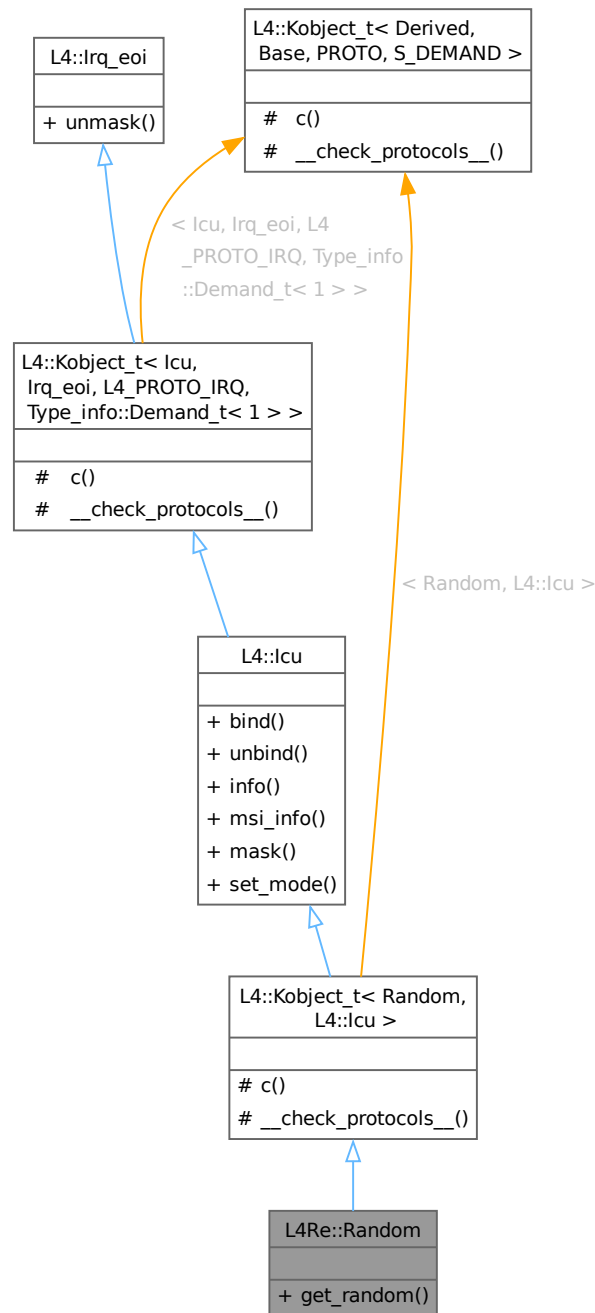 L4::Irq_eoi
+ unmask()
L4::Kobject_t< Derived,
Base, PROTO, S_DEMAND >
# c()
# __check_protocols__()
< Icu, Irq_eoi, L4
_PROTO_IRQ, Type_info
::Demand_t< 1 > >
L4::Kobject_t< Icu,
Irq_eoi, L4_PROTO_IRQ,
Type_info::Demand_t< 1 > >
# c()
# __check_protocols__()
< Random, L4::Icu >
L4::Icu
+ bind()
+ unbind()
+ info()
+ msi_info()
+ mask()
+ set_mode()
L4::Kobject_t< Random,
L4::Icu >
# c()
# __check_protocols__()
L4Re::Random
+ get_random()